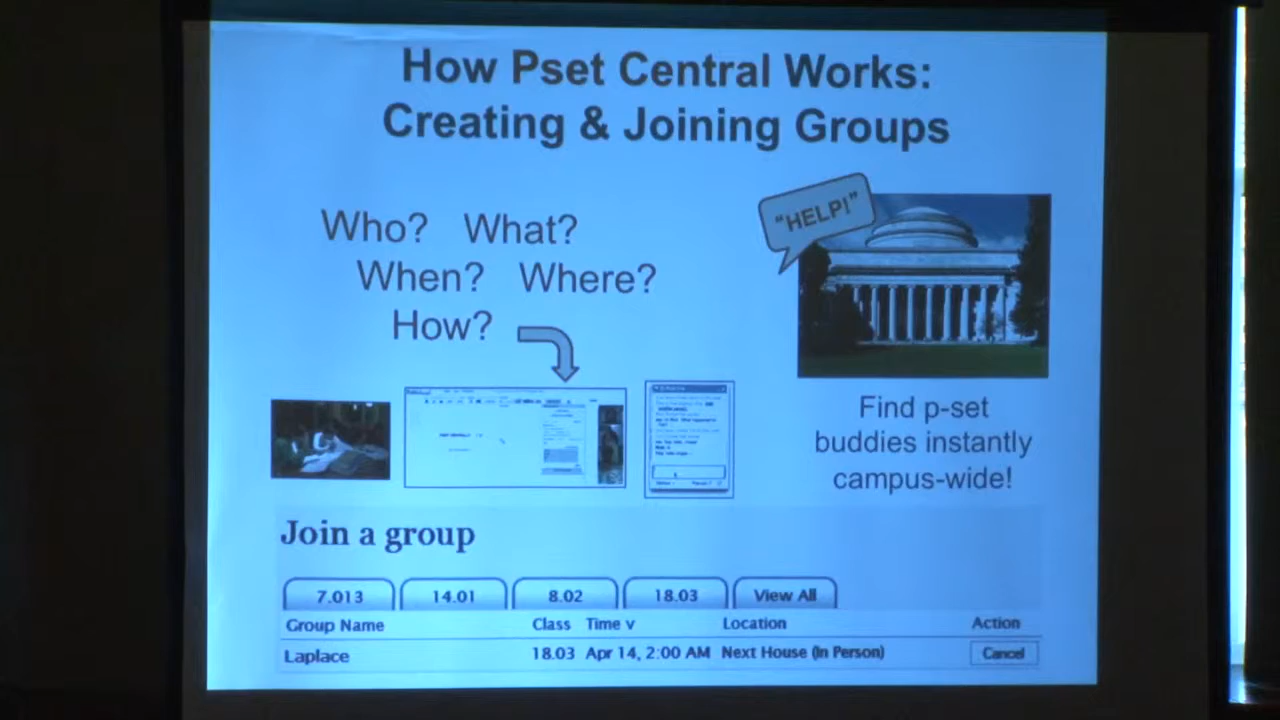 How Pset Central Works:
Creating & Joining Groups
Who? What?
When? Where?
How?
"HELP!"
Find p-set
buddies instantly
campus-wide!
Join a group
7.013 14.01 8.02 18.03 View All
Group Name Class Time v Location Action
Laplace 18.03 Apr 14, 2:00 AM Next House (In Person) Cancel